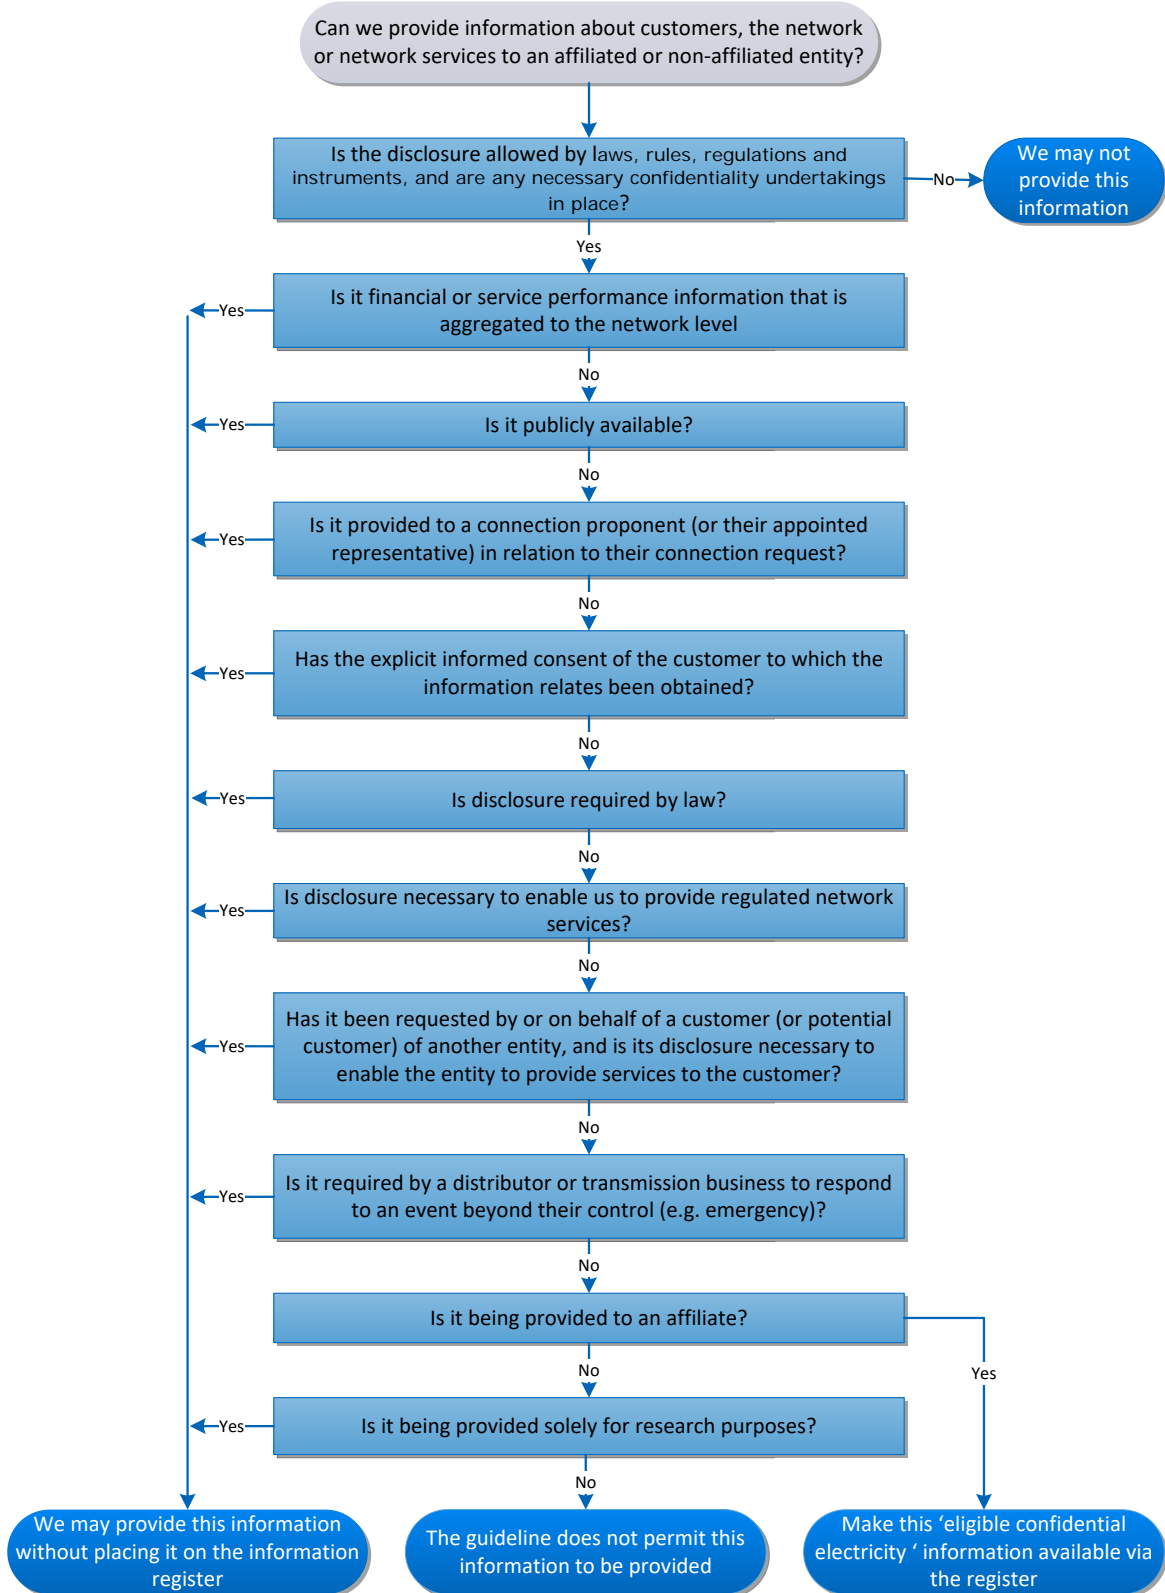 Can we provide information about customers, the network
or network services to an affiliated or non-affiliated entity?
Is the disclosure allowed by laws, rules, regulations and
instruments, and are any necessary confidentiality undertakings
in place?
No
We may not
provide this
information
Yes
Is it financial or service performance information that is
aggregated to the network level
Yes
No
Is it publicly available?
Yes
No
Is it provided to a connection proponent (or their appointed
representative) in relation to their connection request?
Yes
No
Has the explicit informed consent of the customer to which the
information relates been obtained?
Yes
No
Is disclosure required by law?
Yes
No
Is disclosure necessary to enable us to provide regulated network
services?
Yes
No
Has it been requested by or on behalf of a customer (or potential
customer) of another entity, and is its disclosure necessary to
enable the entity to provide services to the customer?
Yes
No
Is it required by a distributor or transmission business to respond
to an event beyond their control (e.g. emergency)?
Yes
No
Is it being provided to an affiliate?
Yes
No
Is it being provided solely for research purposes?
Yes
No
We may provide this information
without placing it on the information
register
The guideline does not permit this
information to be provided
Make this ‘eligible confidential
electricity ‘ information available via
the register